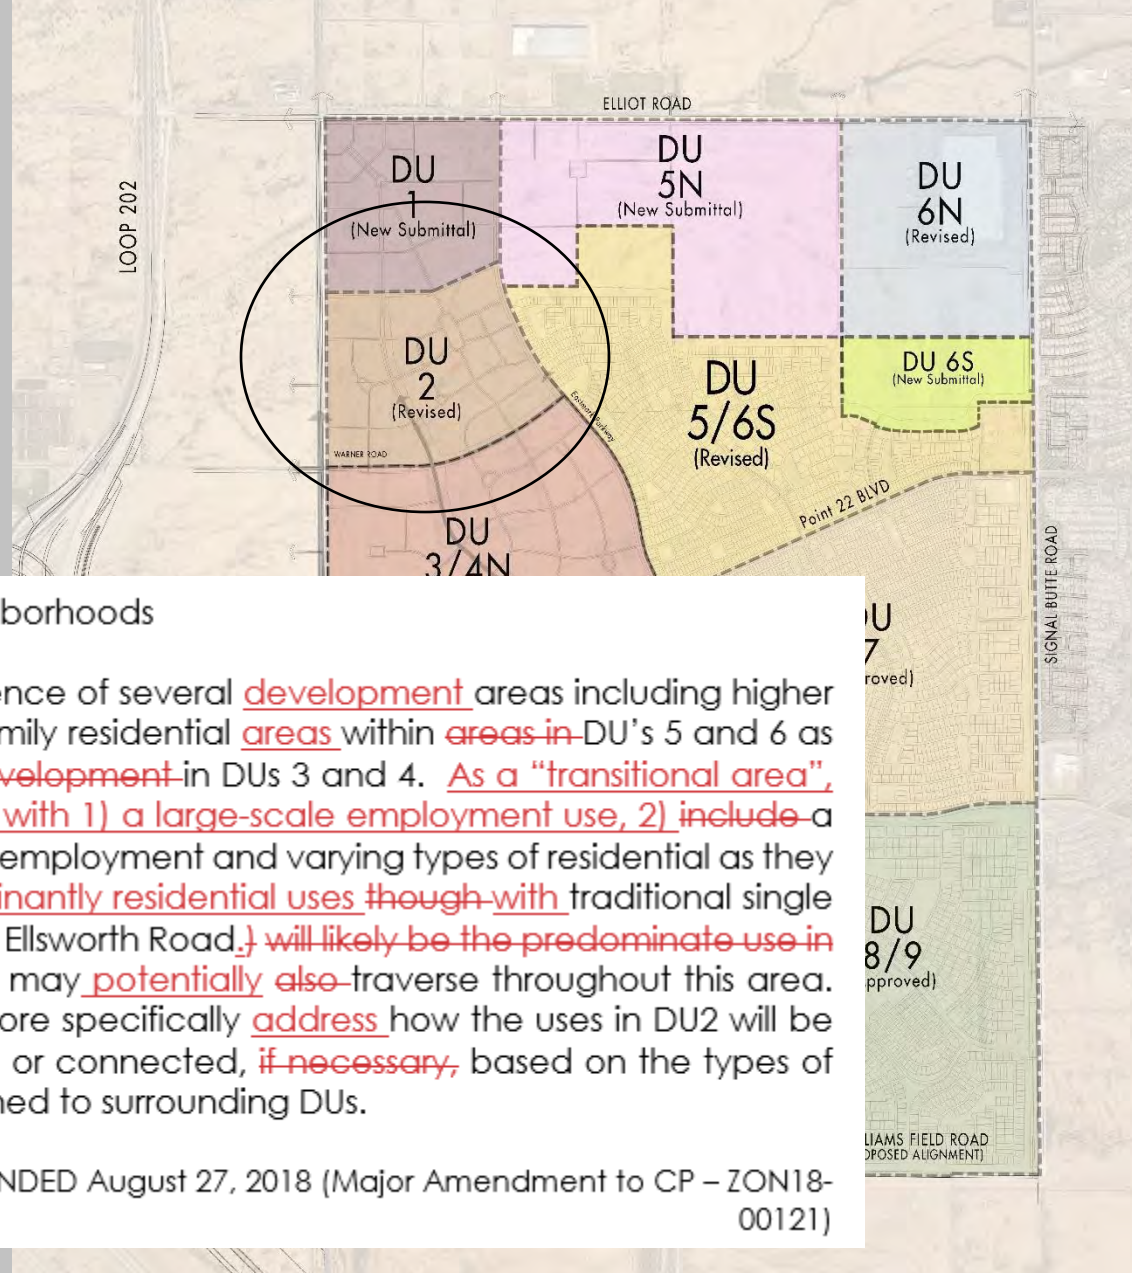 ELLIOT ROAD
LOOP 202
DU
1
(New Submittal)
DU
5N
(New Submittal)
DU
6N
(Revised)
DU
2
(Revised)
WARNER ROAD
Eastmark Parkway
DU
5/6S
(Revised)
DU 6S
(New Submittal)
Point 22 BLVD
DU
3/4N
SIGNAL BUTTE ROAD
DU
7
roved)
DU
8/9
pproved)
LIAMS FIELD ROAD
OPOSED ALIGNMENT)
borhoods
ence of several development areas including higher
mily residential areas within areas in DU's 5 and 6 as
velopment in DUs 3 and 4. As a “transitional area”,
with 1) a large-scale employment use, 2) include a
employment and varying types of residential as they
inantly residential uses though with traditional single
Ellsworth Road.) will likely be the predominate use in
may potentially also traverse throughout this area.
ore specifically address how the uses in DU2 will be
or connected, if necessary, based on the types of
ned to surrounding DUs.
NDED August 27, 2018 (Major Amendment to CP – ZON18-
00121)